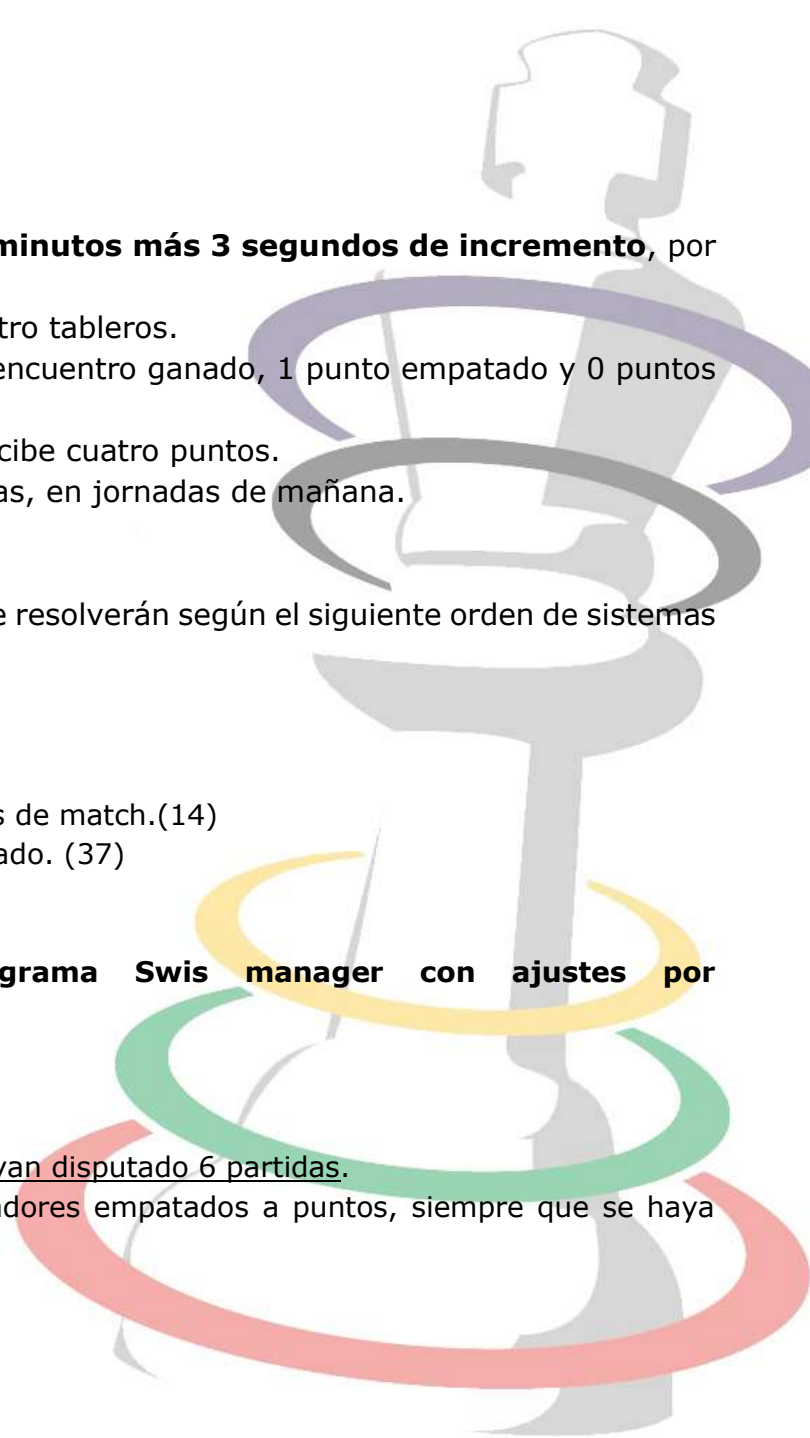 minutos más 3 segundos de incremento, por
tro tableros.
encuentro ganado, 1 punto empatado y 0 puntos
cibe cuatro puntos.
as, en jornadas de mañana.
e resolverán según el siguiente orden de sistemas
s de match.(14)
ado. (37)
grama Swis manager con ajustes por
yan disputado 6 partidas.
adores empatados a puntos, siempre que se haya